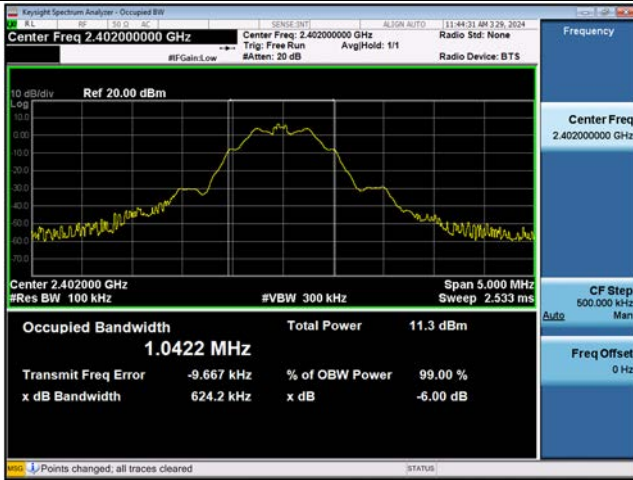 Keysight Spectrum Analyzer - Occupied BW
RL RF 50 Ω AC SENSE:INT ALIGN AUTO 11:44:31 AM 3 29, 2024
Center Freq 2.402000000 GHz
Center Freq: 2.402000000 GHz
Radio Std: None
Trig: Free Run Avg|Hold: 1/1
#IFGain:Low
#Atten: 20 dB
Radio Device: BTS
Frequency
10 dB/div Ref 20.00 dBm
Log
10.0
0.00
-10.0
-20.0
-30.0
-40.0
-50.0
-60.0
-70.0
Center 2.402000 GHz
Span 5.000 MHz
#Res BW 100 kHz
#VBW 300 kHz
Sweep 2.533 ms
Occupied Bandwidth
1.0422 MHz
Total Power 11.3 dBm
Transmit Freq Error -9.667 kHz
% of OBW Power 99.00 %
x dB Bandwidth 624.2 kHz
x dB -6.00 dB
Center Freq
2.402000000 GHz
CF Step
500.000 kHz
Auto Man
Freq Offset
0 Hz
MSG Points changed; all traces cleared
STATUS